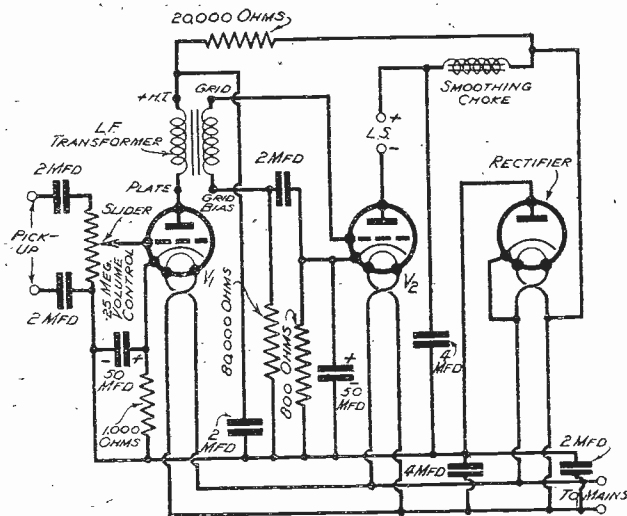 20,000 OHMS
+H.T.
GRID
SMOOTHING
CHOKE
L.F.
TRANSFORMER
+
L.S.
-
RECTIFIER
2 MFD
PLATE
2 MFD
GRID
BIAS
SLIDER
PICK-
UP
V1
V2
.25 MEG.
VOLUME
CONTROL
2 MFD
80,000 OHMS
800 OHMS
- +
50
MFD
+
-
50
MFD
4
MFD
1,000
OHMS
2
MFD
4 MFD
2 MFD
TO MAINS